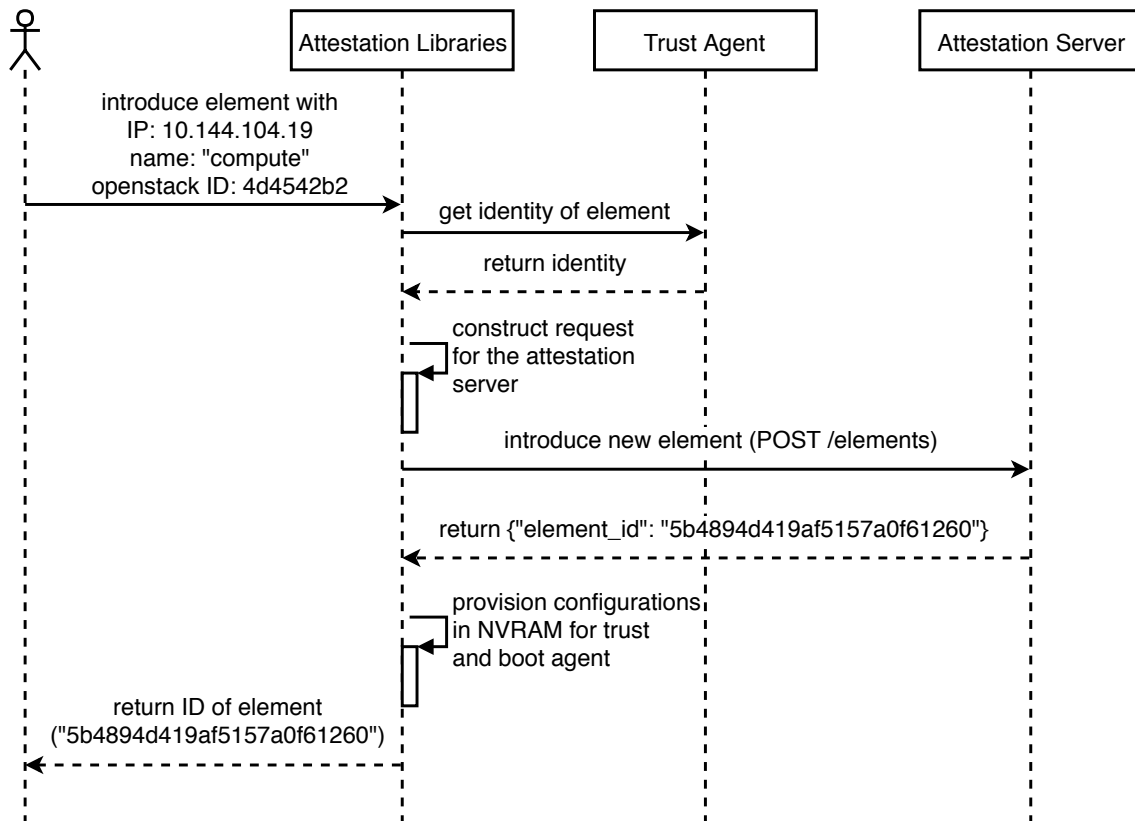 Attestation Libraries
Trust Agent
Attestation Server
introduce element with
IP: 10.144.104.19
name: "compute"
openstack ID: 4d4542b2
get identity of element
return identity
construct request
for the attestation
server
introduce new element (POST /elements)
return {"element_id": "5b4894d419af5157a0f61260"}
provision configurations
in NVRAM for trust
and boot agent
return ID of element
("5b4894d419af5157a0f61260")